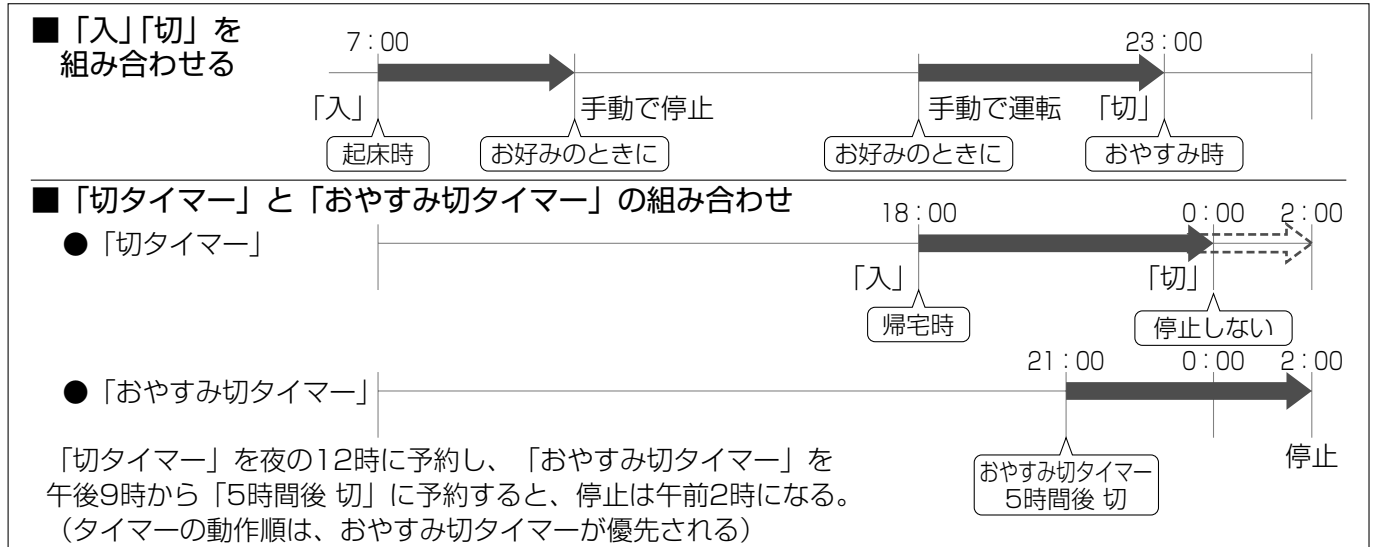 ■「入」「切」を
組み合わせる
7:00
23:00
「入」
手動で停止
手動で運転
「切」
起床時
お好みのときに
お好みのときに
おやすみ時
■「切タイマー」と「おやすみ切タイマー」の組み合わせ
18:00
0:00
2:00
●「切タイマー」
「入」
「切」
帰宅時
停止しない
21:00
0:00
2:00
●「おやすみ切タイマー」
停止
おやすみ切タイマー
5時間後 切
「切タイマー」を夜の12時に予約し、「おやすみ切タイマー」を
午後9時から「5時間後 切」に予約すると、停止は午前2時になる。
（タイマーの動作順は、おやすみ切タイマーが優先される）